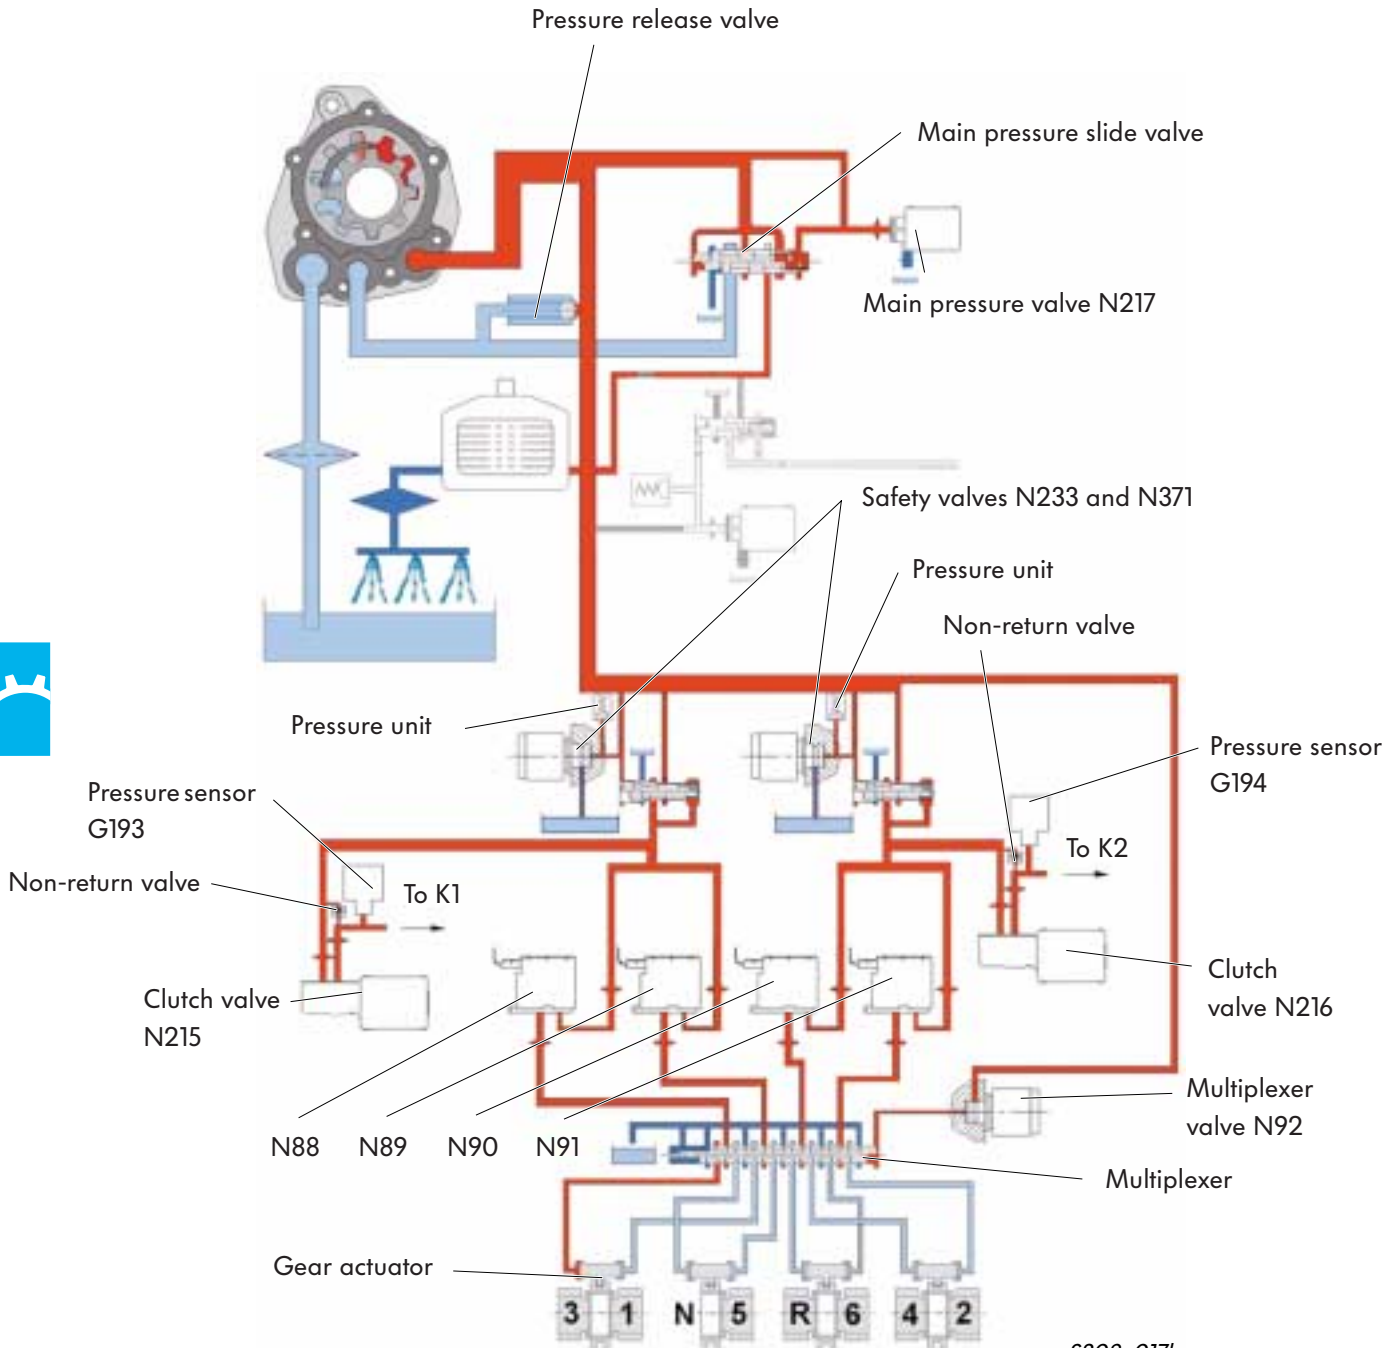 Pressure release valve
Main pressure slide valve
Main pressure valve N217
Safety valves N233 and N371
Pressure unit
Non-return valve
Pressure unit
Pressure sensor
G194
Pressure sensor
G193
To K2
Non-return valve
To K1
Clutch
valve N216
Clutch valve
N215
Multiplexer
valve N92
N88 N89 N90 N91
Multiplexer
Gear actuator
3 1 N 5 R 6 4 2